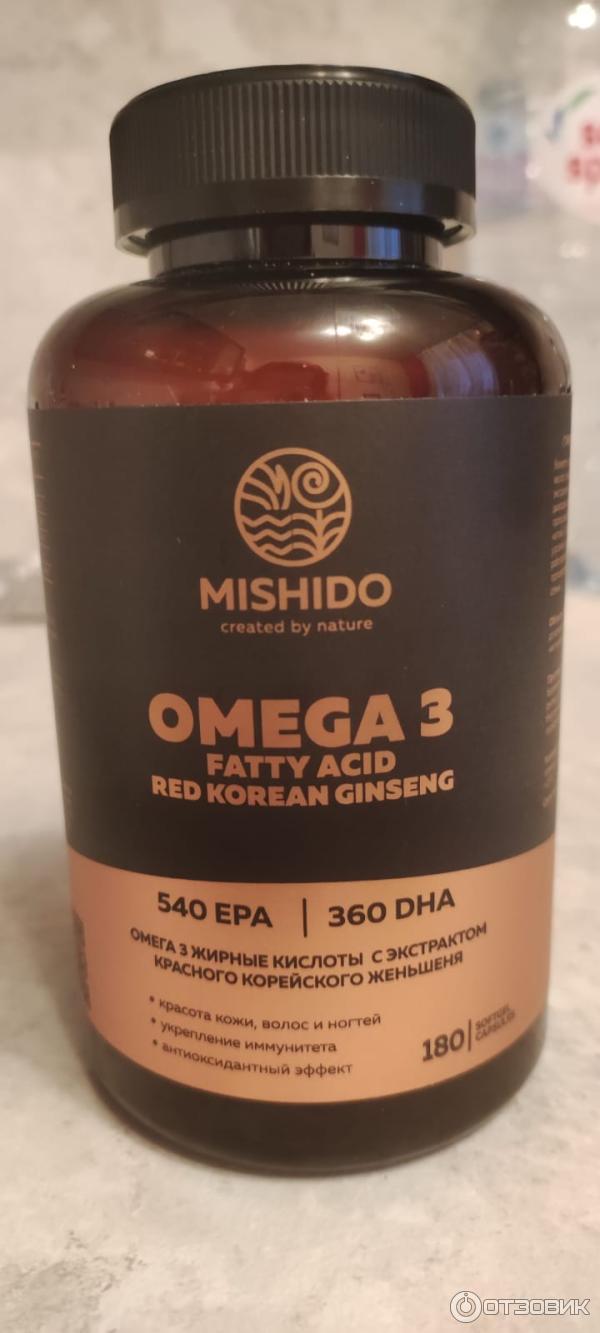 MISHIDO
created by nature
OMEGA 3
FATTY ACID
RED KOREAN GINSENG
540 EPA | 360 DHA
ОМЕГА 3 ЖИРНЫЕ КИСЛОТЫ С ЭКСТРАКТОМ
КРАСНОГО КОРЕЙСКОГО ЖЕНЬШЕНЯ
• красота кожи, волос и ногтей
• укрепление иммунитета
• антиоксидантный эффект
180 | SOFTGEL
CAPSULES
ОТЗОВИК